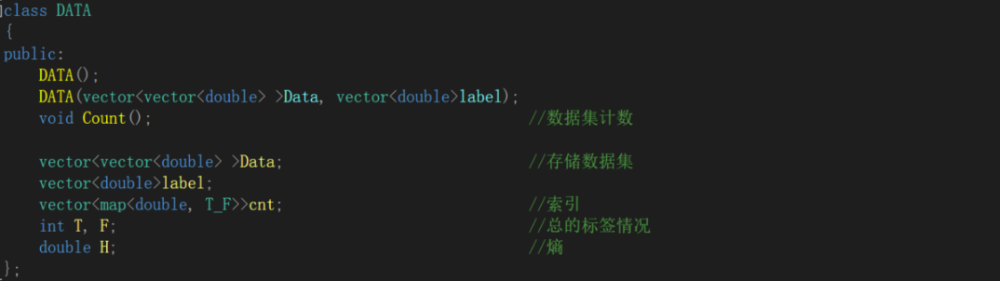 class DATA
{
public:
    DATA();
    DATA(vector<vector<double> >Data, vector<double>label);
    void Count(); //数据集计数
    vector<vector<double> >Data; //存储数据集
    vector<double>label;
    vector<map<double, T_F>>cnt; //索引
    int T, F; //总的标签情况
    double H; //熵
};